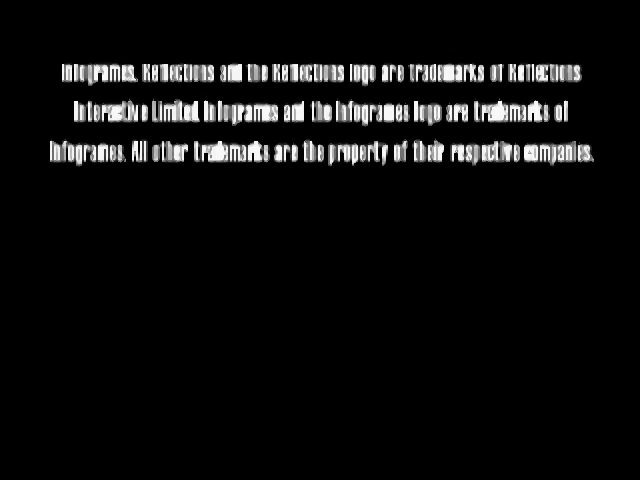 Infogrames. Reflections and the Reflections logo are trademarks of Reflections
Interactive Limited. Infogrames and the Infogrames logo are trademarks of
Infogrames. All other trademarks are the property of their respective companies.